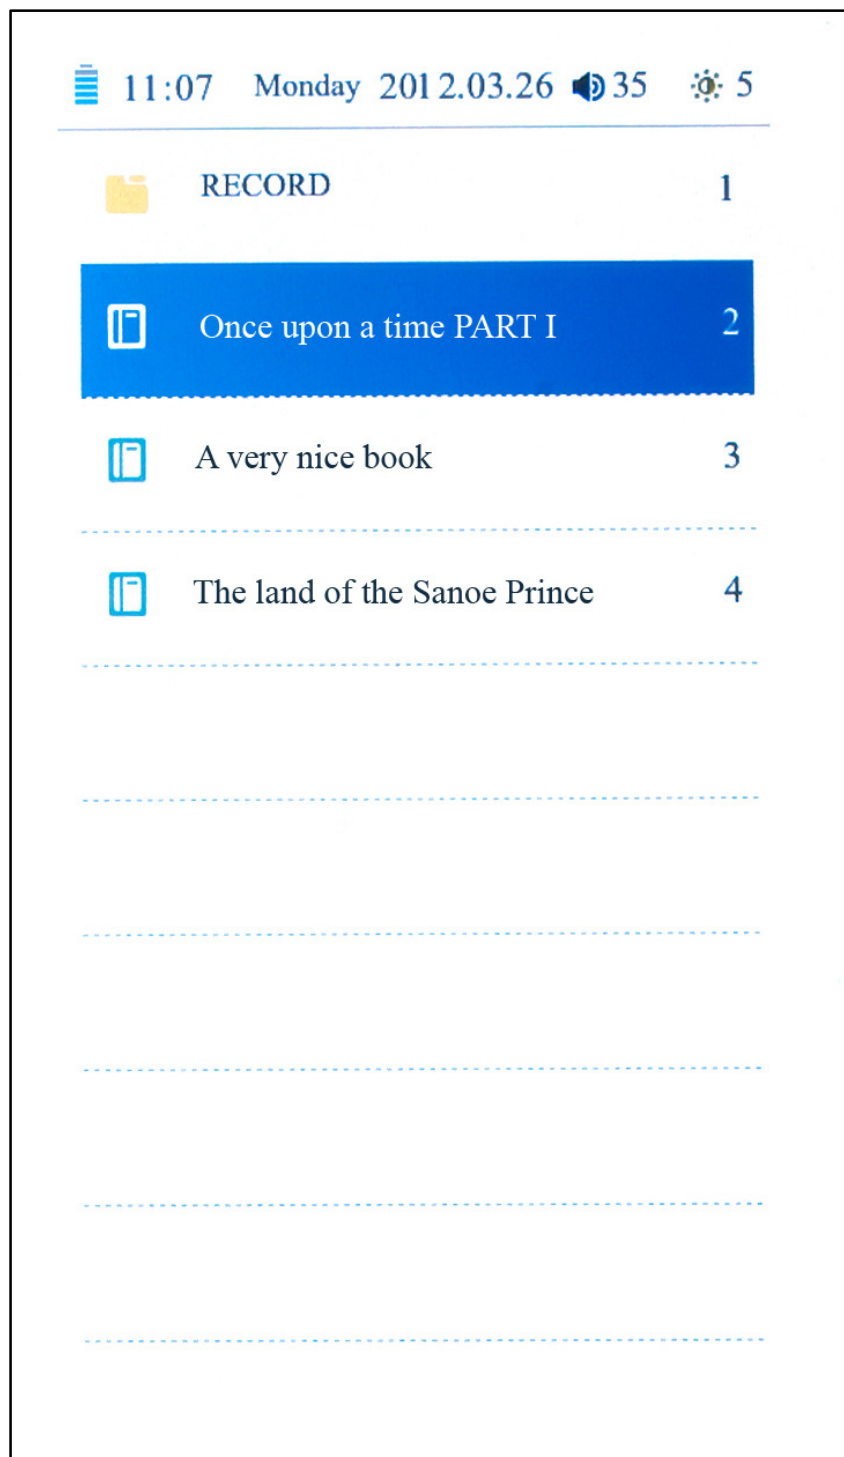 11:07 Monday 2012.03.26 35 5
RECORD 1
Once upon a time PART I 2
A very nice book 3
The land of the Sanoe Prince 4